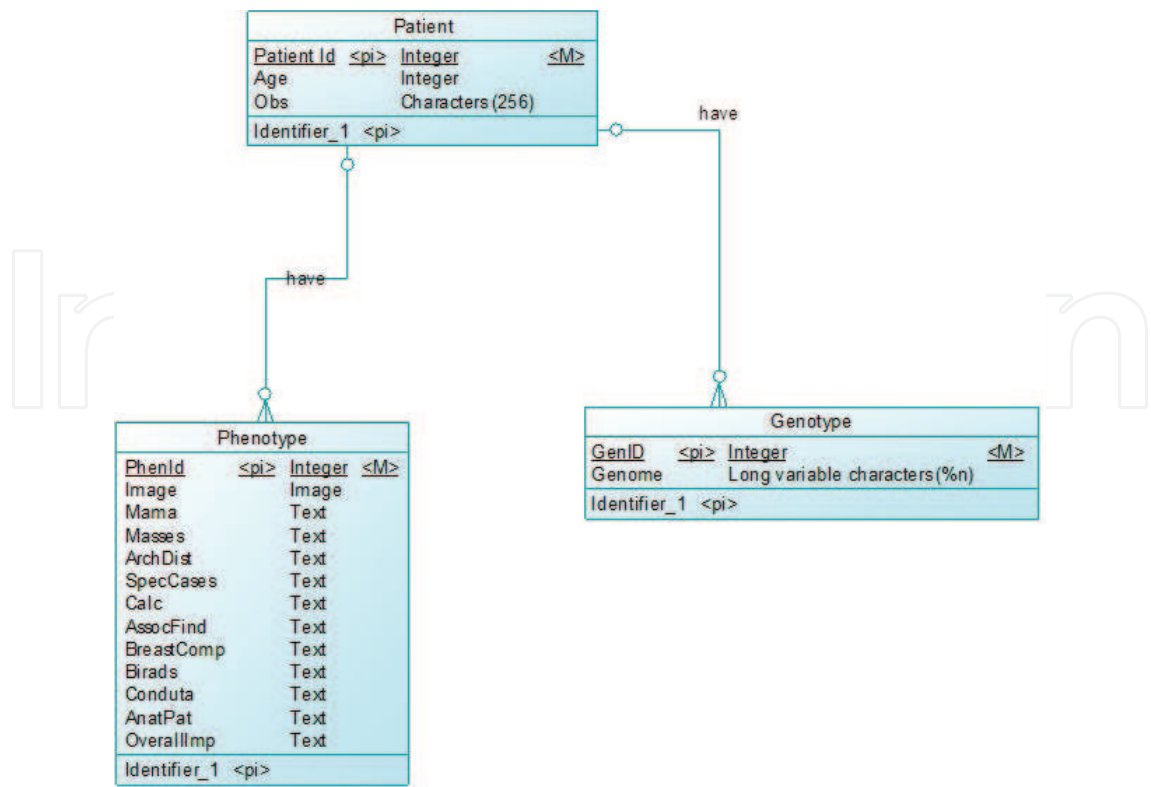 Patient
Patient Id <pi> Integer <M>
Age Integer
Obs Characters(256)
Identifier_1 <pi>
have
have
Phenotype
PhenId <pi> Integer <M>
Image Image
Mama Text
Masses Text
ArchDist Text
SpecCases Text
Calc Text
AssocFind Text
BreastComp Text
Birads Text
Conduta Text
AnatPat Text
OverallImp Text
Identifier_1 <pi>
Genotype
GenID <pi> Integer <M>
Genome Long variable characters(%n)
Identifier_1 <pi>